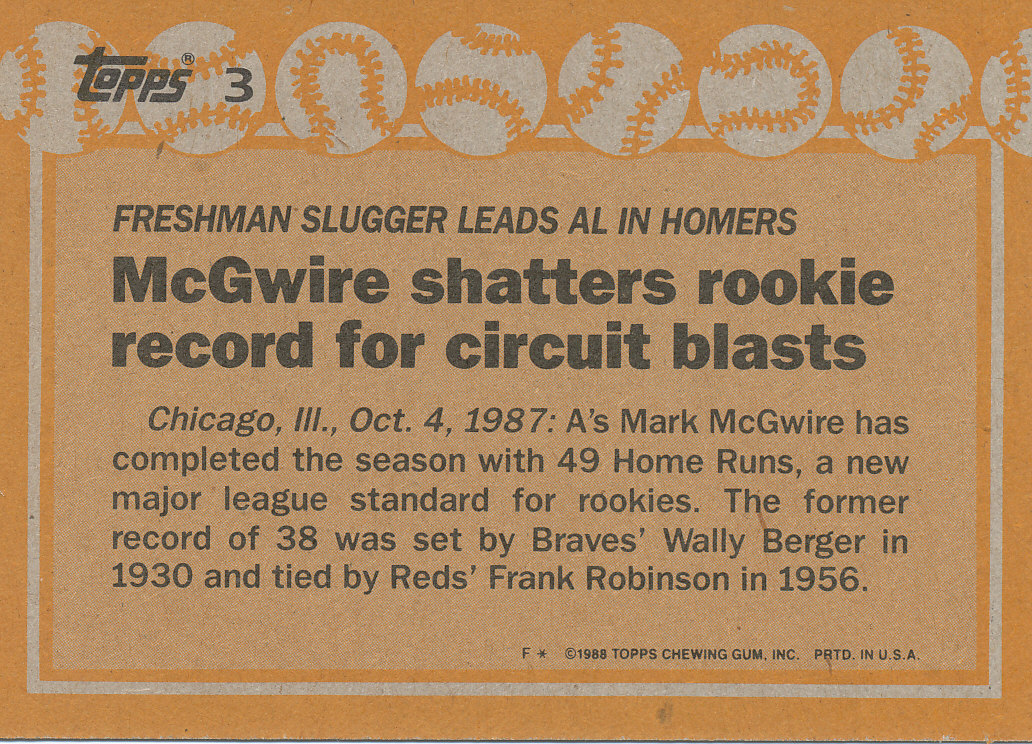 topps® 3
FRESHMAN SLUGGER LEADS AL IN HOMERS
McGwire shatters rookie
record for circuit blasts
Chicago, Ill., Oct. 4, 1987: A's Mark McGwire has
completed the season with 49 Home Runs, a new
major league standard for rookies. The former
record of 38 was set by Braves' Wally Berger in
1930 and tied by Reds' Frank Robinson in 1956.
F * ©1988 TOPPS CHEWING GUM, INC. PRTD. IN U.S.A.